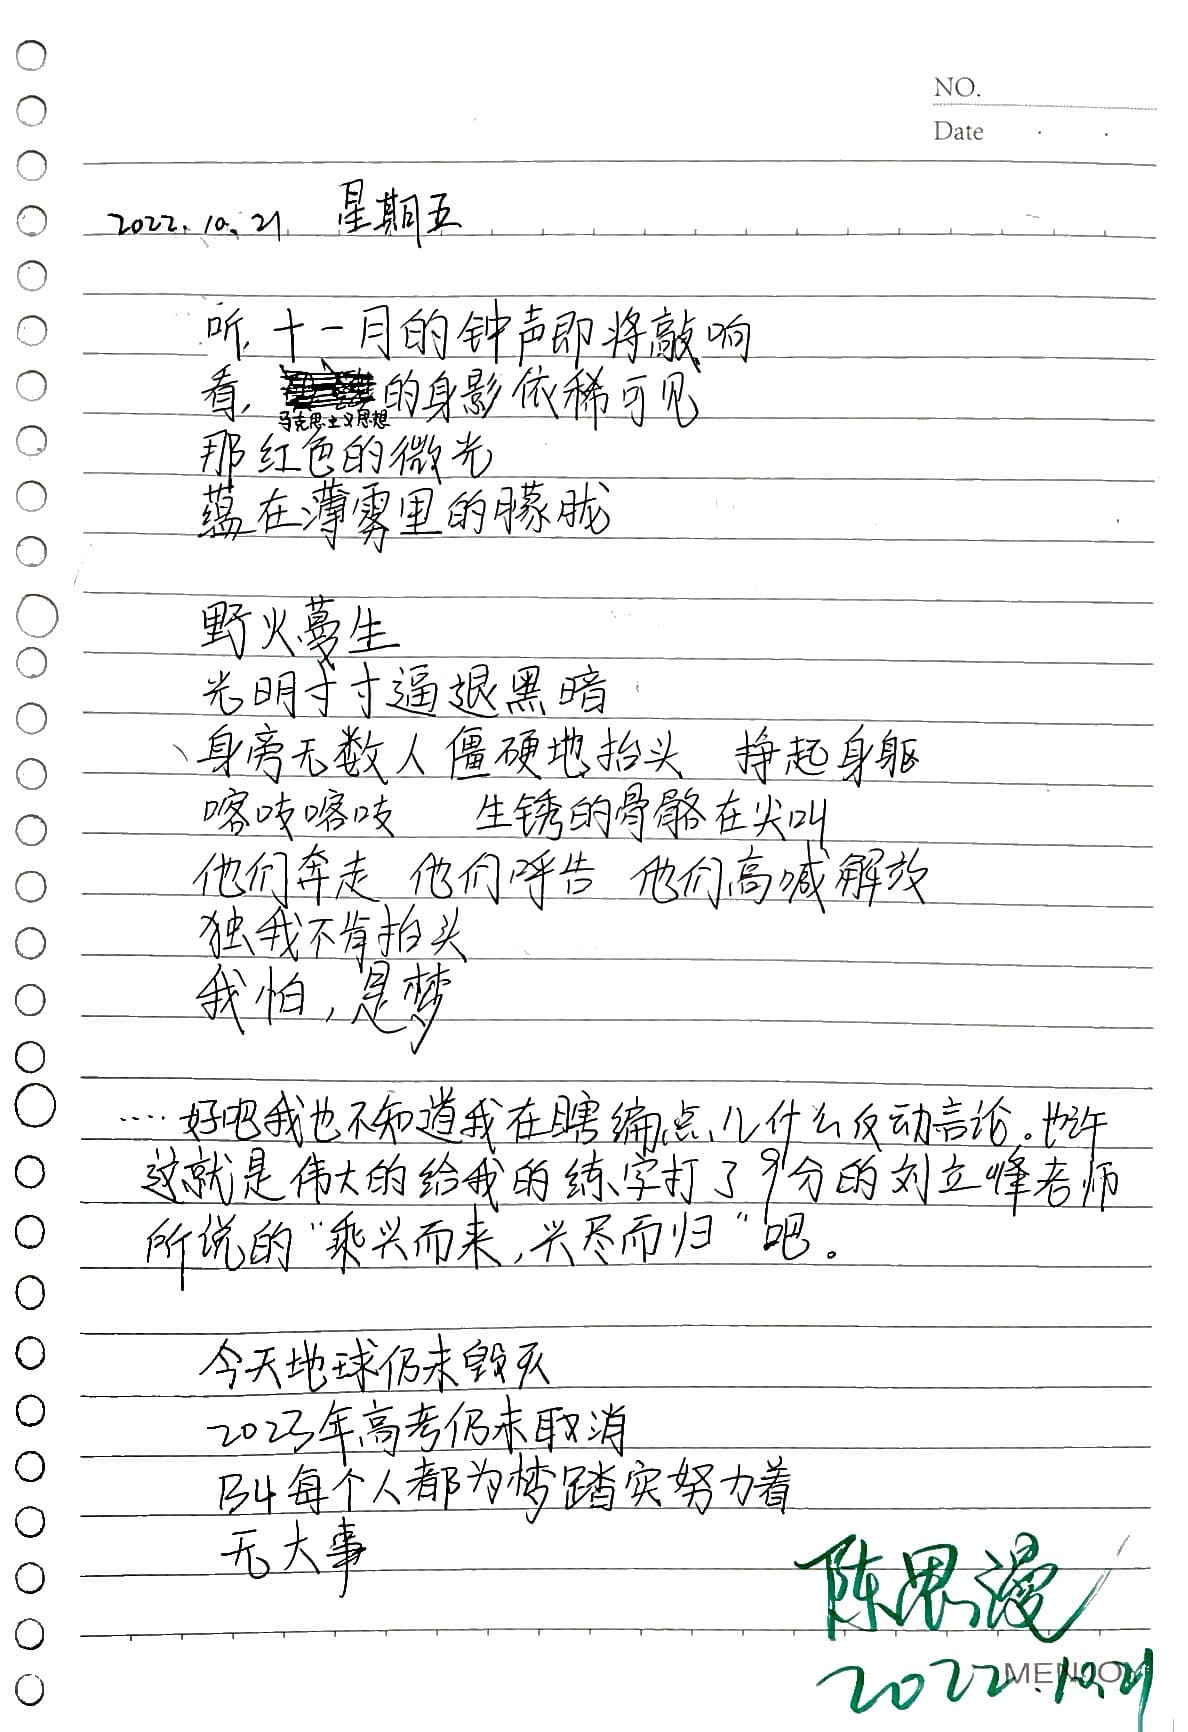 NO.
Date
2022.10.21 星期五
听,十一月的钟声即将敲响
看,的身影依稀可见
马克思主义思想
那红色的微光
蕴在薄雾里的朦胧
野火蔓生
光明寸寸逼退黑暗
身旁无数人僵硬地抬头 挣起身躯
喀吱喀吱 生锈的骨骼在尖叫
他们奔走 他们呼告 他们高喊解放
独我不肯抬头
我怕,是梦
……好吧我也不知道我在瞎编点儿什么反动言论。也许
这就是伟大的给我的练字打了9分的刘立峰老师
所说的“乘兴而来,兴尽而归”吧。
今天地球仍未毁灭
2023年高考仍未取消
B4每个人都为梦踏实努力着
无大事
陈思漫
2022.10.21